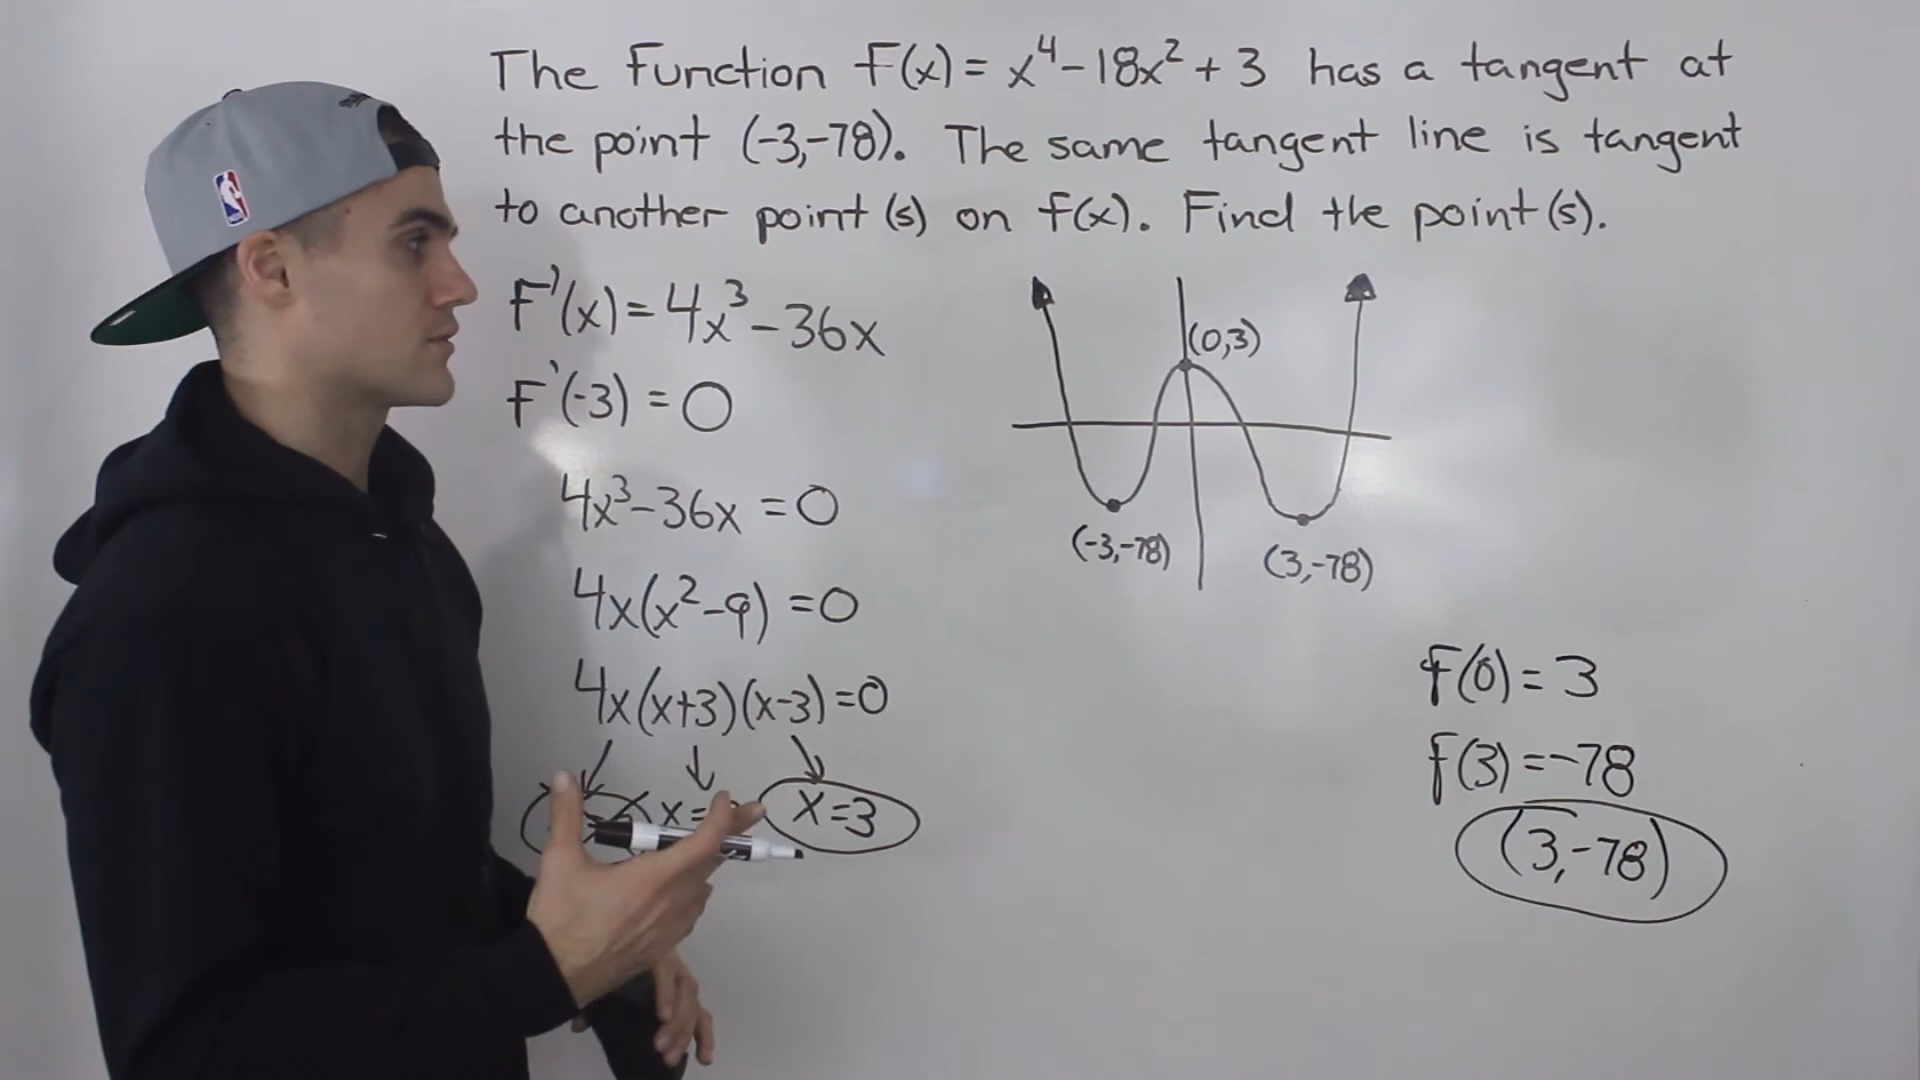 The Function F(x) = x⁴ - 18x² + 3 has a tangent at
the point (-3,-78). The same tangent line is tangent
to another point (s) on f(x). Find the point (s).
F'(x) = 4x³ - 36x
F'(-3) = 0
4x³ - 36x = 0
4x(x² - 9) = 0
4x(x+3)(x-3) = 0
x= x=3
(0,3)
(-3,-78) (3,-78)
f(0) = 3
f(3) = -78
(3,-78)